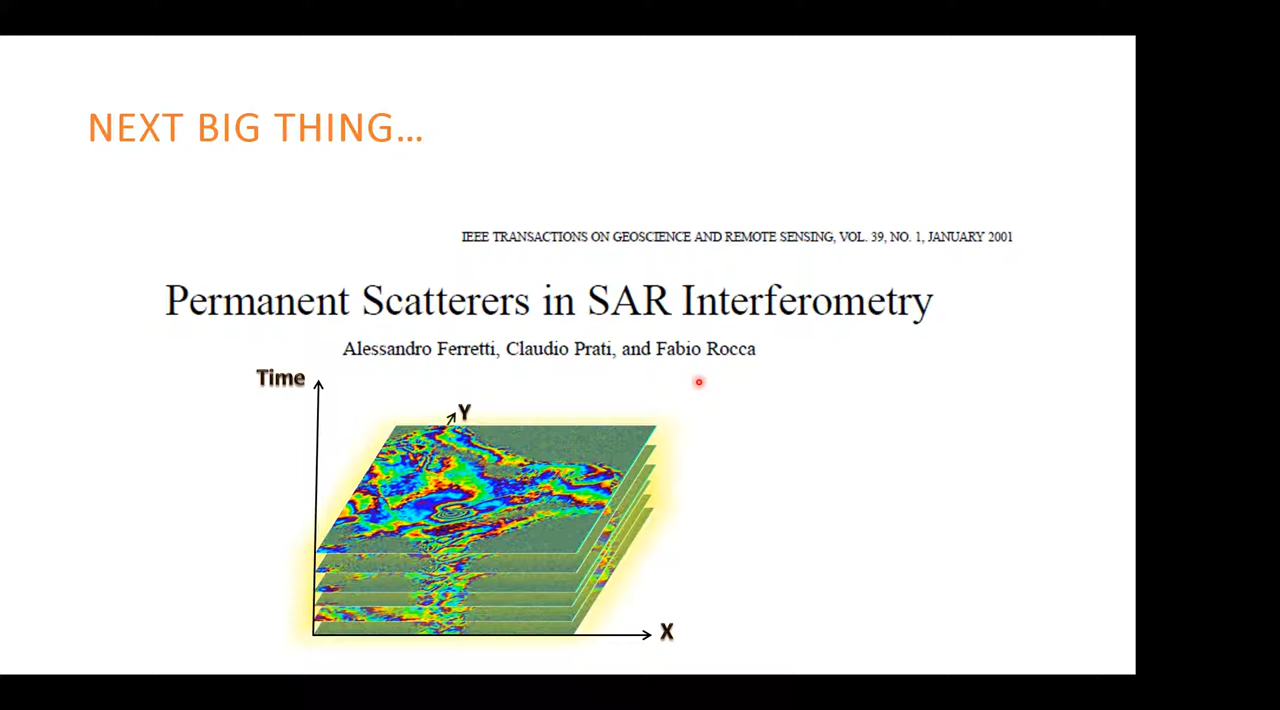 NEXT BIG THING…
IEEE TRANSACTIONS ON GEOSCIENCE AND REMOTE SENSING, VOL. 39, NO. 1, JANUARY 2001
Permanent Scatterers in SAR Interferometry
Alessandro Ferretti, Claudio Prati, and Fabio Rocca
Time
Y
X